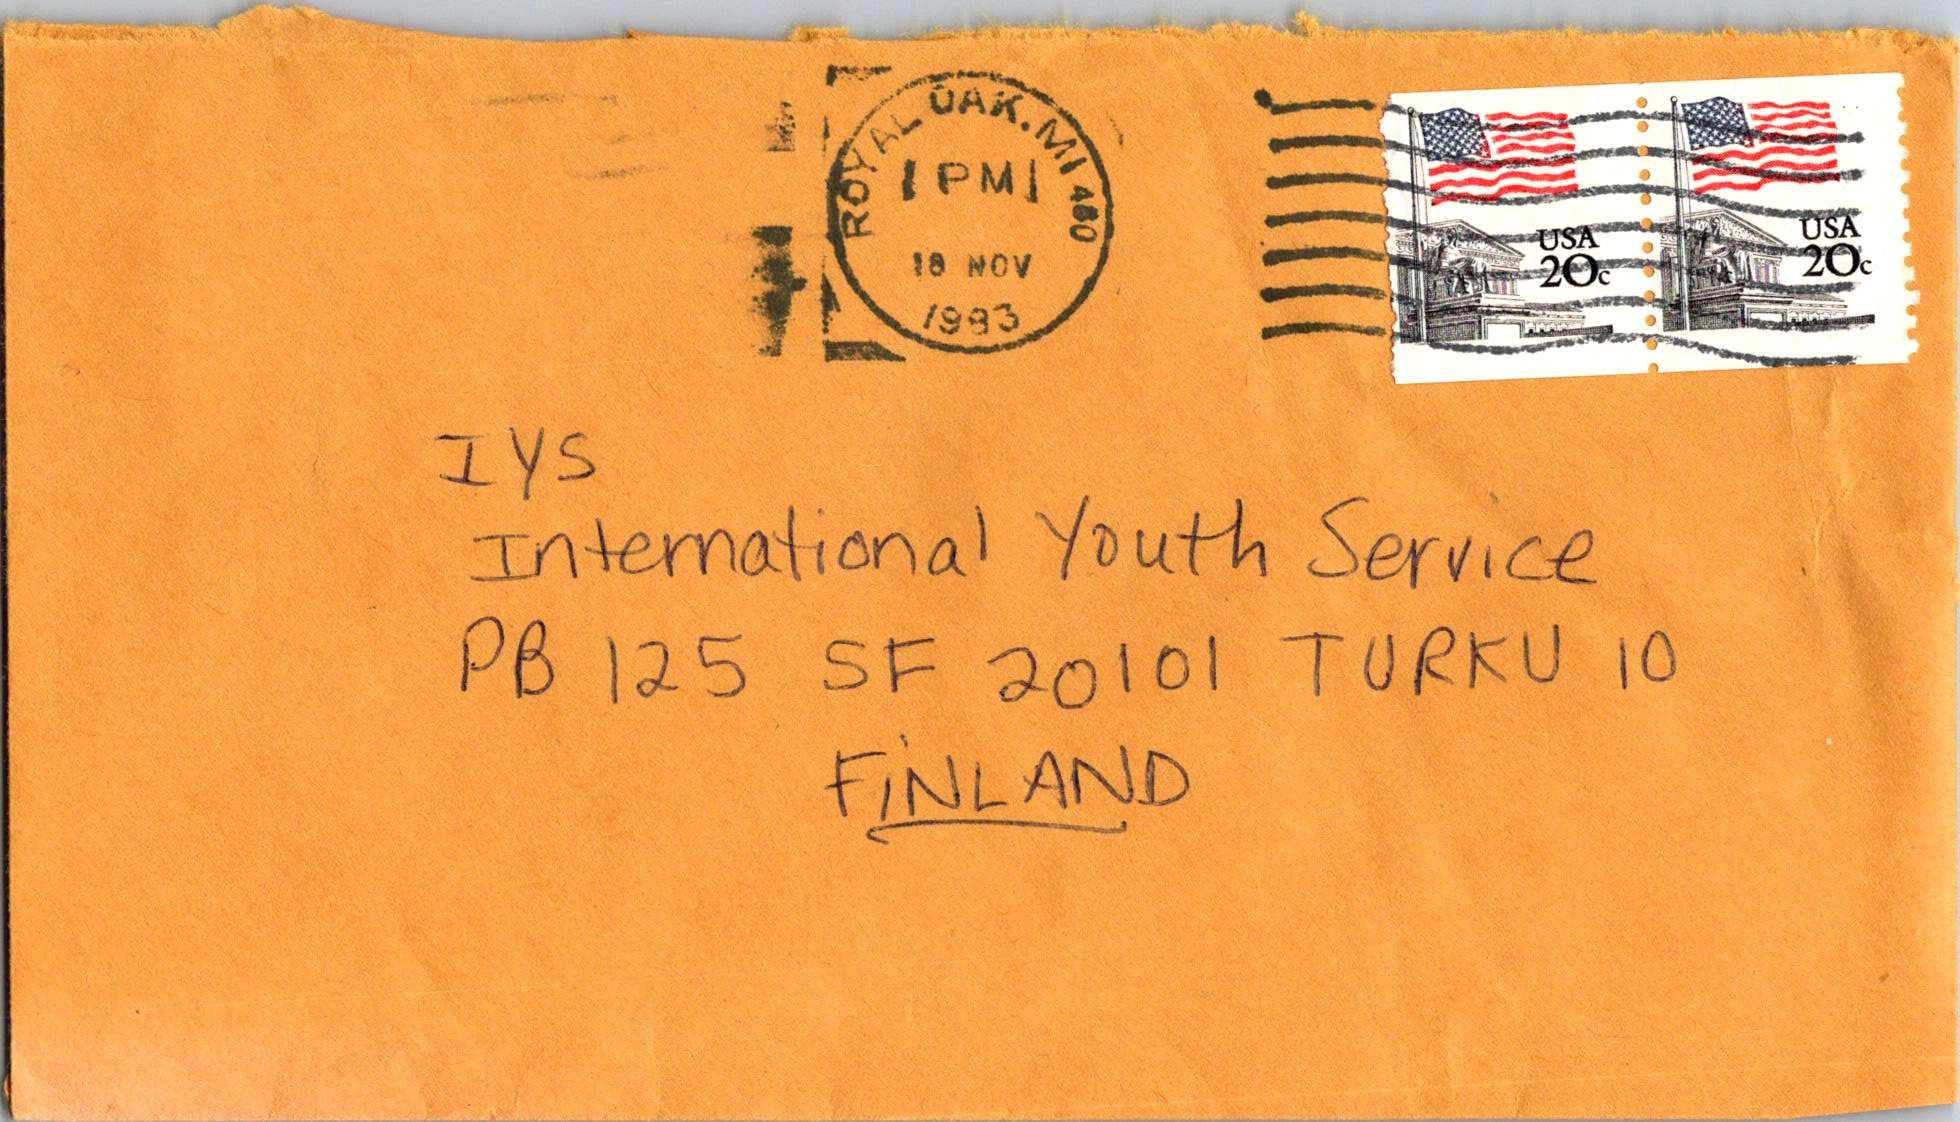 ROYAL OAK. MI 480
PM
18 NOV
1983
USA
20c
USA
20c
IYS
International Youth Service
PB 125 SF 20101 TURKU 10
FiNLAND